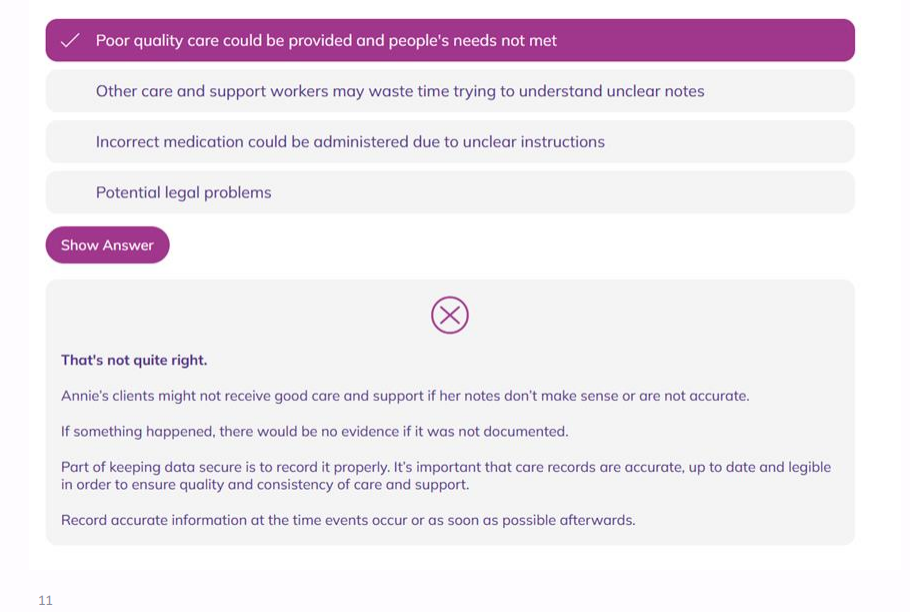 Poor quality care could be provided and people's needs not met
Other care and support workers may waste time trying to understand unclear notes
Incorrect medication could be administered due to unclear instructions
Potential legal problems
Show Answer
That's not quite right.
Annie's clients might not receive good care and support if her notes don't make sense or are not accurate.
If something happened, there would be no evidence if it was not documented.
Part of keeping data secure is to record it properly. It's important that care records are accurate, up to date and legible
in order to ensure quality and consistency of care and support.
Record accurate information at the time events occur or as soon as possible afterwards.
11